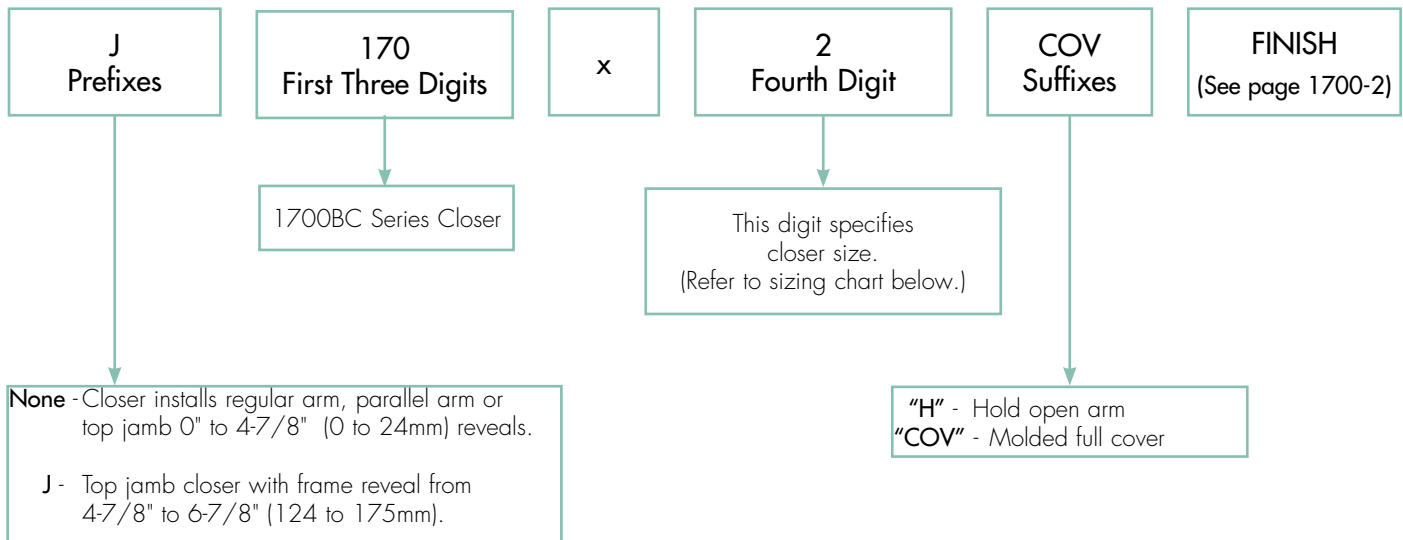 J
Prefixes
170
First Three Digits
x
2
Fourth Digit
COV
Suffixes
FINISH
(See page 1700-2)
1700BC Series Closer
This digit specifies
closer size.
(Refer to sizing chart below.)
None - Closer installs regular arm, parallel arm or
top jamb 0" to 4-7/8" (0 to 24mm) reveals.
J - Top jamb closer with frame reveal from
4-7/8" to 6-7/8" (124 to 175mm).
"H" - Hold open arm
"COV" - Molded full cover